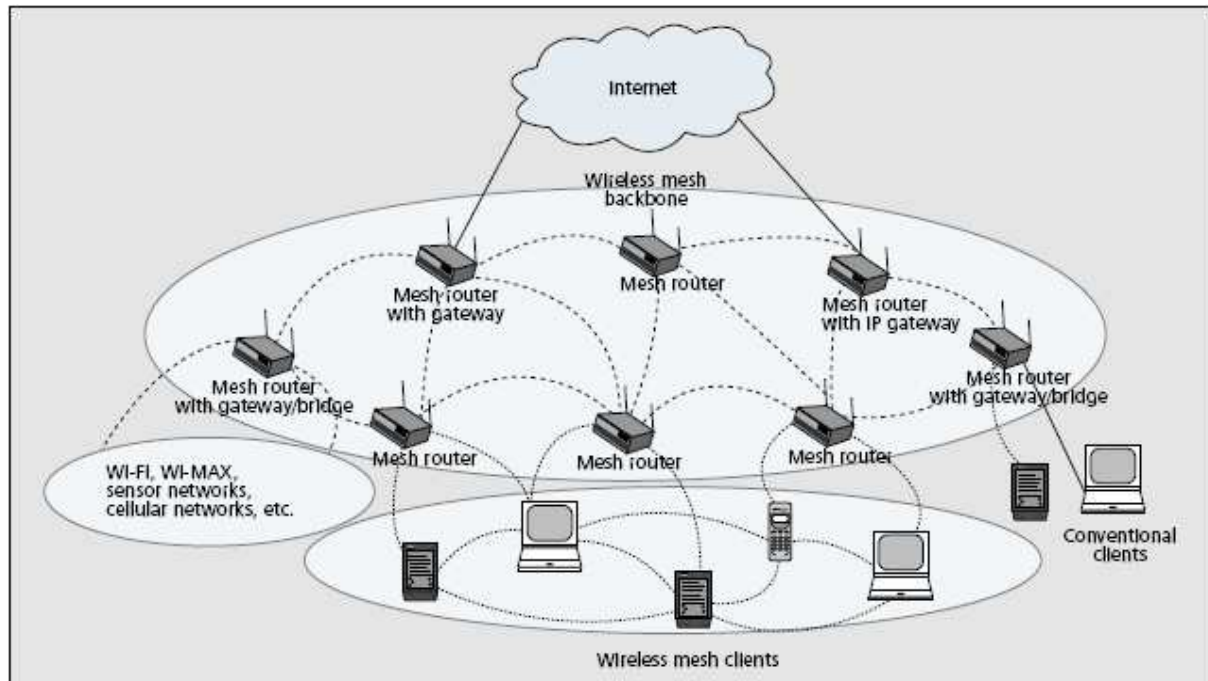 Internet
Wireless mesh
backbone
Mesh router
with gateway
Mesh router
Mesh router
with IP gateway
Mesh router
with gateway/bridge
Mesh router
with gateway/bridge
Mesh router
Mesh router
Mesh router
WI-FI, WI-MAX,
sensor networks,
cellular networks, etc.
Conventional
clients
Wireless mesh clients